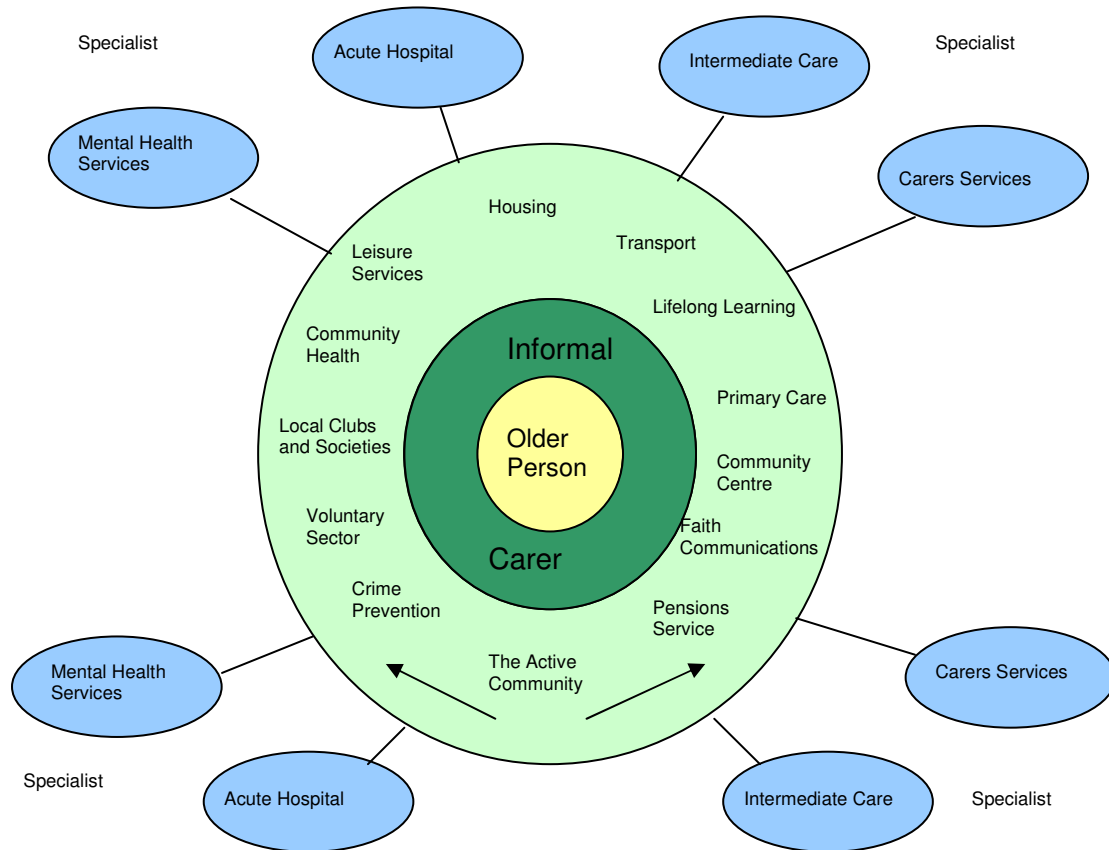 Specialist
Acute Hospital
Intermediate Care
Specialist
Mental Health
Services
Carers Services
Housing
Transport
Leisure
Services
Lifelong Learning
Community
Health
Informal
Primary Care
Local Clubs
and Societies
Older
Person
Community
Centre
Voluntary
Sector
Faith
Communications
Carer
Crime
Prevention
Pensions
Service
The Active
Community
Mental Health
Services
Carers Services
Specialist
Acute Hospital
Intermediate Care
Specialist